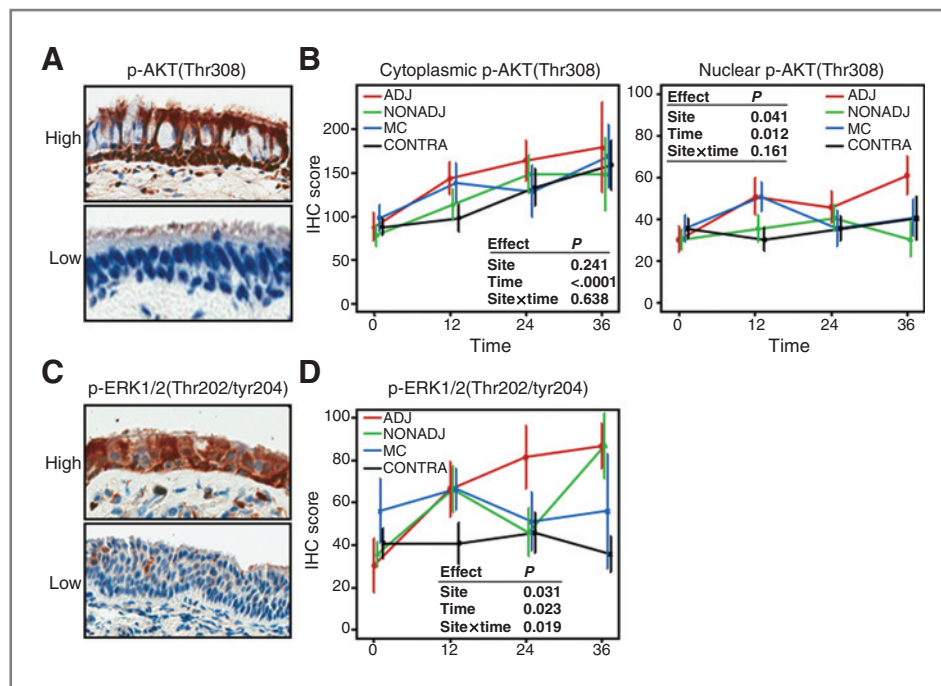 A
p-AKT(Thr308)
High
Low
B
Cytoplasmic p-AKT(Thr308)
IHC score
200
150
100
50
0
ADJ
NONADJ
MC
CONTRA
Effect P
Site 0.241
Time <.0001
Site×time 0.638
0 12 24 36
Time
Nuclear p-AKT(Thr308)
100
80
60
40
20
0
Effect P
Site 0.041
Time 0.012
Site×time 0.161
ADJ
NONADJ
MC
CONTRA
0 12 24 36
Time
C
p-ERK1/2(Thr202/tyr204)
High
Low
D
p-ERK1/2(Thr202/tyr204)
IHC score
100
80
60
40
20
0
ADJ
NONADJ
MC
CONTRA
Effect P
Site 0.031
Time 0.023
Site×time 0.019
0 12 24 36